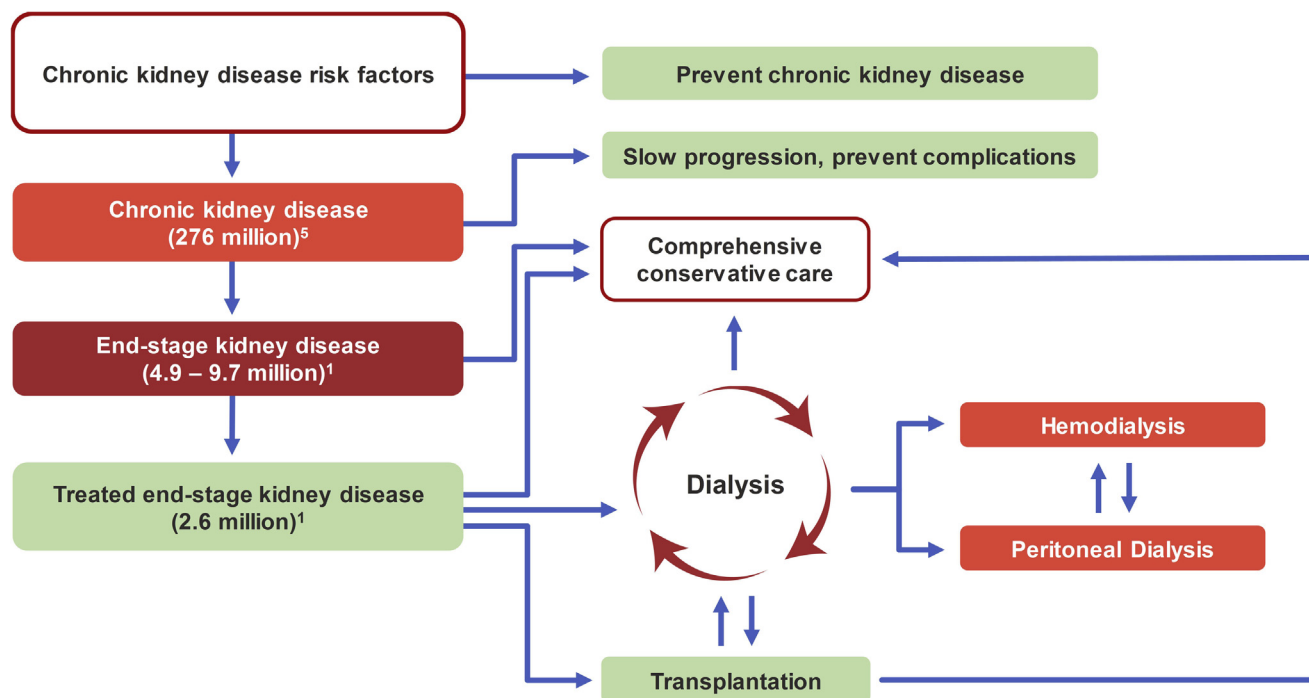 Chronic kidney disease risk factors
Prevent chronic kidney disease
Slow progression, prevent complications
Chronic kidney disease
(276 million)⁵
Comprehensive
conservative care
End-stage kidney disease
(4.9 – 9.7 million)¹
Hemodialysis
Treated end-stage kidney disease
(2.6 million)¹
Dialysis
Peritoneal Dialysis
Transplantation